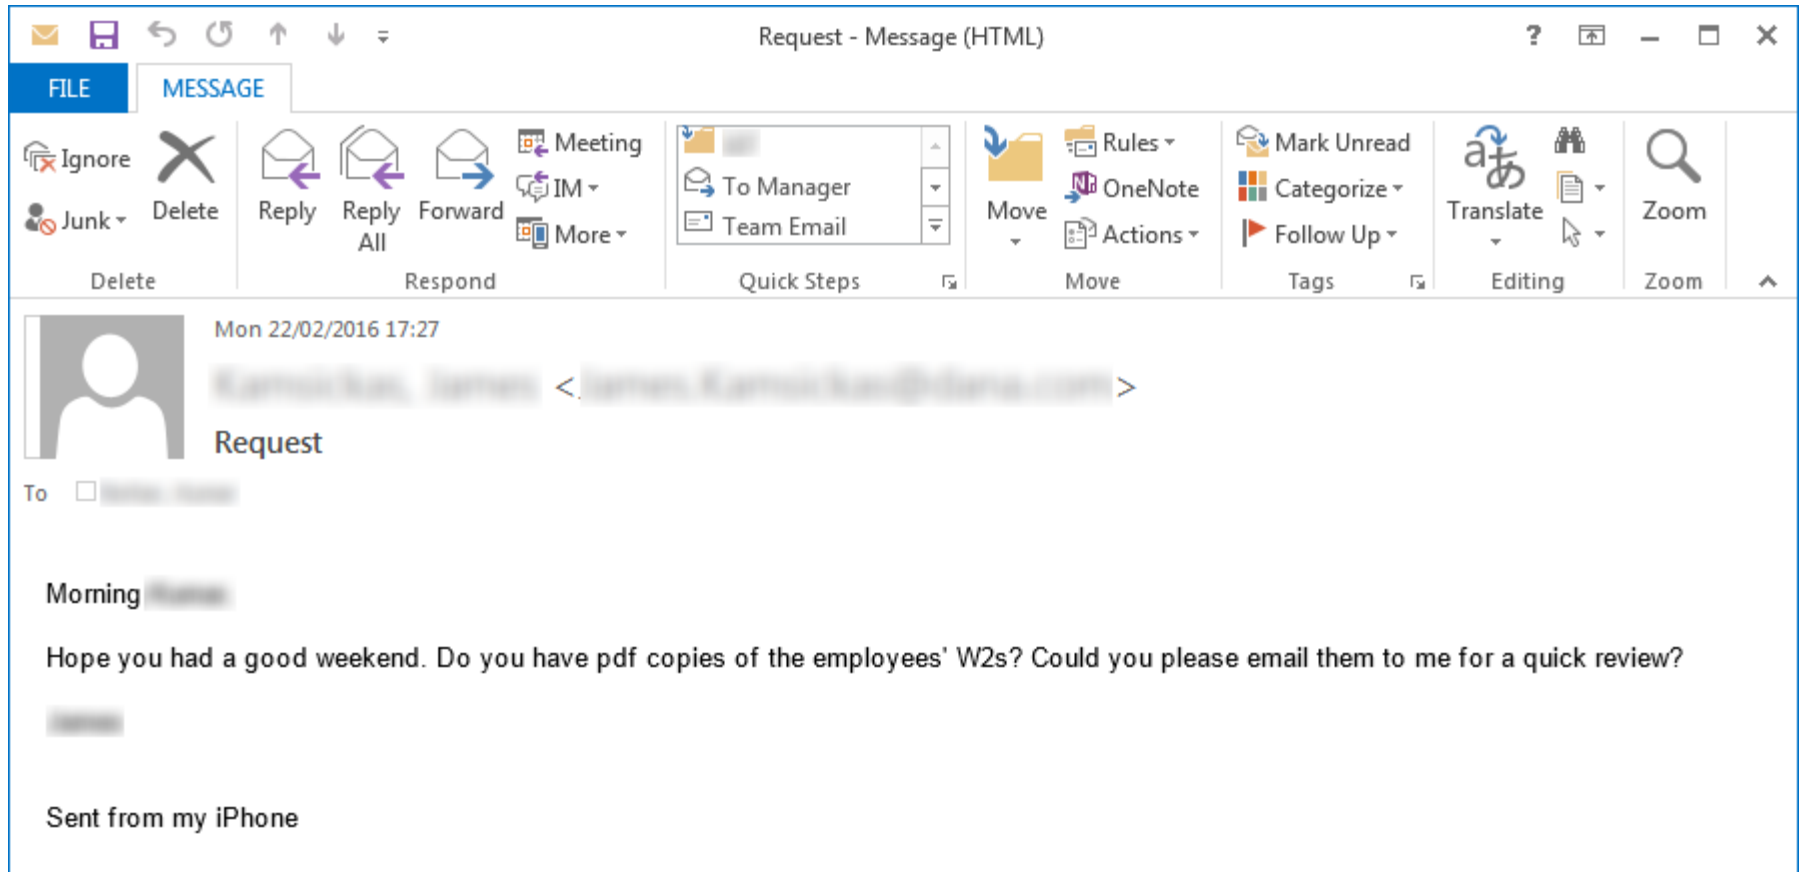 Request - Message (HTML)
?
FILE
MESSAGE
Ignore
Junk
Delete
Delete
Reply
Reply All
Forward
Meeting
IM
More
Respond
To Manager
Team Email
Quick Steps
Move
Rules
OneNote
Actions
Move
Mark Unread
Categorize
Follow Up
Tags
Translate
Editing
Zoom
Zoom
Mon 22/02/2016 17:27
< >
Request
To
Morning
Hope you had a good weekend. Do you have pdf copies of the employees' W2s? Could you please email them to me for a quick review?
Sent from my iPhone